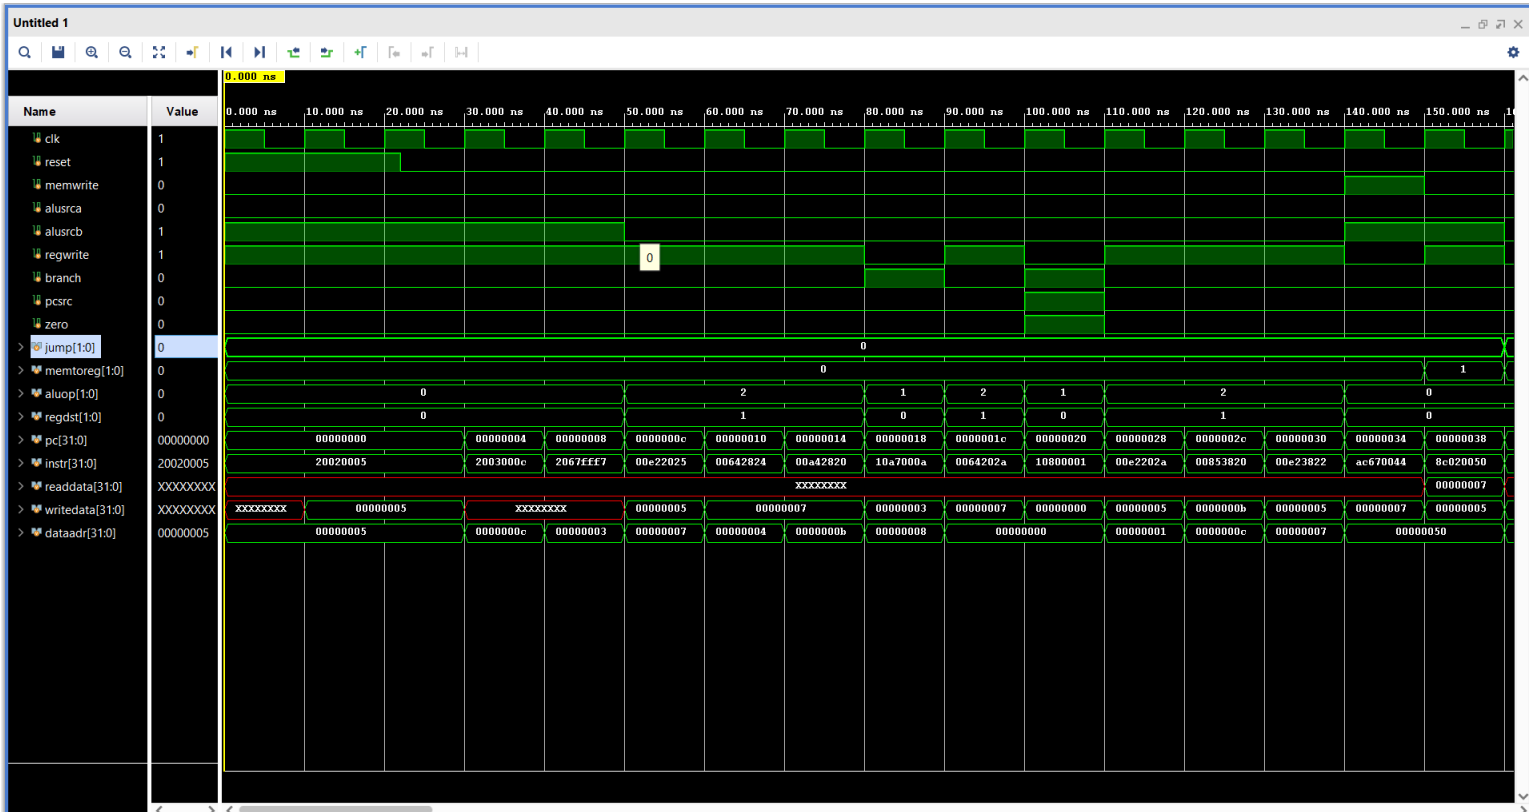 Untitled 1
0.000 ns
Name Value 0.000 ns 10.000 ns 20.000 ns 30.000 ns 40.000 ns 50.000 ns 60.000 ns 70.000 ns 80.000 ns 90.000 ns 100.000 ns 110.000 ns 120.000 ns 130.000 ns 140.000 ns 150.000 ns
clk 1
reset 1
memwrite 0
alusrca 0
alusrcb 1
regwrite 1 0
branch 0
pcsrc 0
zero 0
jump[1:0] 0 0
memtoreg[1:0] 0 0 1
aluop[1:0] 0 0 2 1 2 1 2 0
regdst[1:0] 0 0 1 0 1 0 1 0
pc[31:0] 00000000 00000000 00000004 00000008 0000000c 00000010 00000014 00000018 0000001c 00000020 00000028 0000002c 00000030 00000034 00000038
instr[31:0] 20020005 20020005 2003000c 2067fff7 00e22025 00642824 00a42820 10a7000a 0064202a 10800001 00e2202a 00853820 00e23822 ac670044 8c020050
readdata[31:0] XXXXXXXX XXXXXXXX 00000007
writedata[31:0] XXXXXXXX XXXXXXXX 00000005 XXXXXXXX 00000005 00000007 00000003 00000007 00000000 00000005 0000000b 00000005 00000007 00000005
dataadr[31:0] 00000005 00000005 0000000c 00000003 00000007 00000004 0000000b 00000008 00000000 00000001 0000000c 00000007 00000050